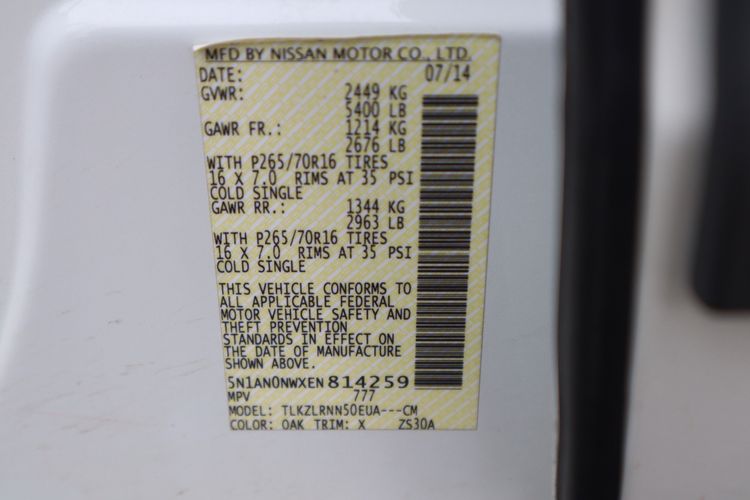 MFD BY NISSAN MOTOR CO., LTD.
DATE: 07/14
GVWR: 2449 KG
5400 LB
GAWR FR.: 1214 KG
2676 LB
WITH P265/70R16 TIRES
16 X 7.0 RIMS AT 35 PSI
COLD SINGLE
GAWR RR.: 1344 KG
2963 LB
WITH P265/70R16 TIRES
16 X 7.0 RIMS AT 35 PSI
COLD SINGLE
THIS VEHICLE CONFORMS TO
ALL APPLICABLE FEDERAL
MOTOR VEHICLE SAFETY AND
THEFT PREVENTION
STANDARDS IN EFFECT ON
THE DATE OF MANUFACTURE
SHOWN ABOVE.
5N1AN0NWXEN814259
MPV 777
MODEL: TLKZLRNN50EUA---CM
COLOR: QAK TRIM: X ZS30A